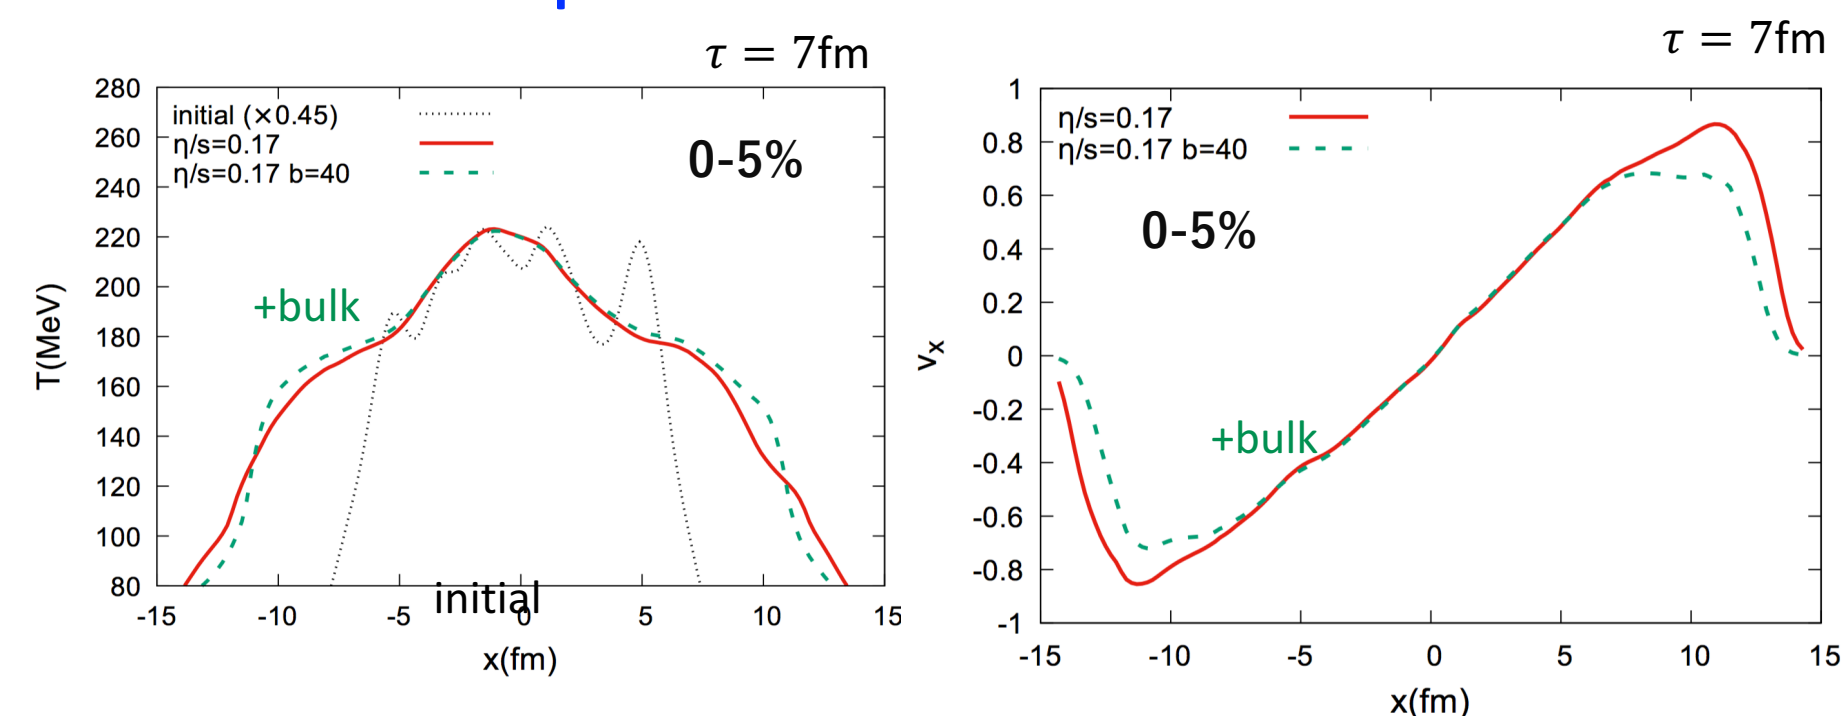 τ = 7fm
280
260
240
220
200
180
160
140
120
100
80
T(MeV)
initial (×0.45)
η/s=0.17
η/s=0.17 b=40
0-5%
+bulk
initial
-15
-10
-5
0
5
10
15
x(fm)
τ = 7fm
1
0.8
0.6
0.4
0.2
0
-0.2
-0.4
-0.6
-0.8
-1
vx
η/s=0.17
η/s=0.17 b=40
0-5%
+bulk
-15
-10
-5
0
5
10
15
x(fm)